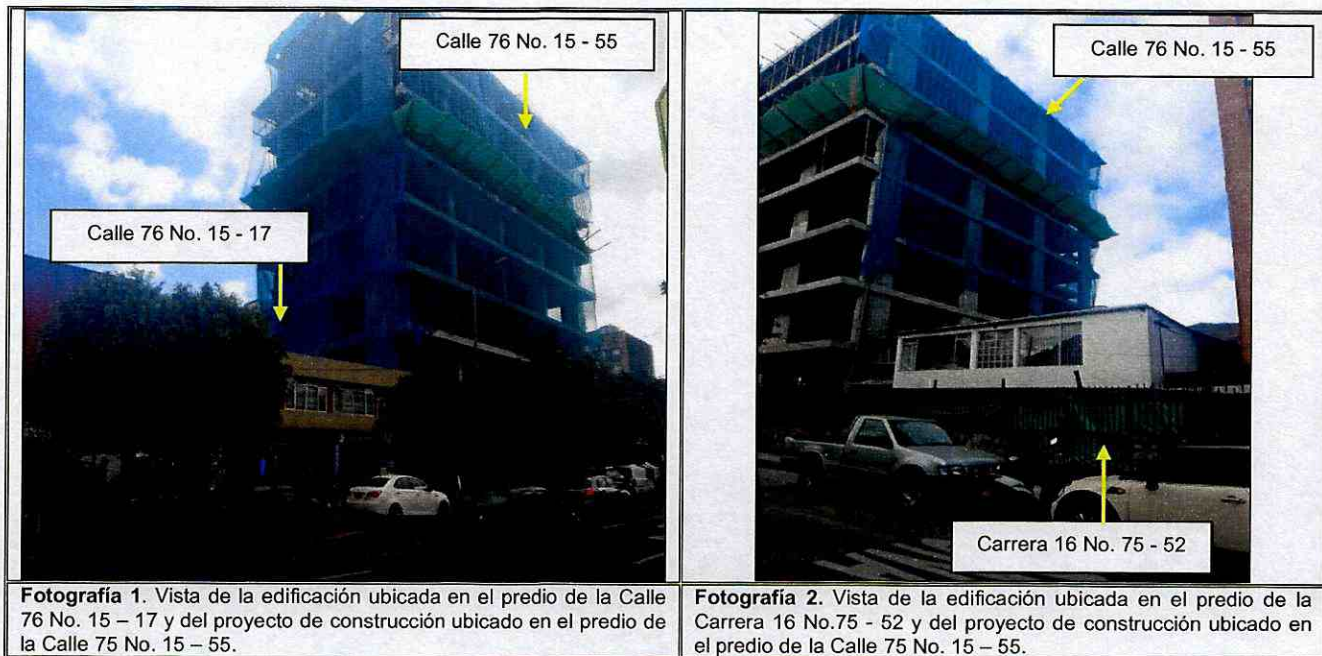 Calle 76 No. 15 - 55
Calle 76 No. 15 - 17
Fotografía 1. Vista de la edificación ubicada en el predio de la Calle
76 No. 15 – 17 y del proyecto de construcción ubicado en el predio de
la Calle 75 No. 15 – 55.
Calle 76 No. 15 - 55
Carrera 16 No. 75 - 52
Fotografía 2. Vista de la edificación ubicada en el predio de la
Carrera 16 No.75 - 52 y del proyecto de construcción ubicado en
el predio de la Calle 75 No. 15 – 55.